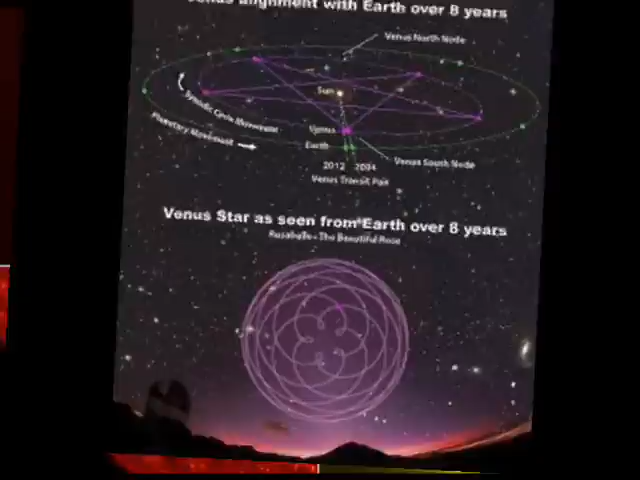 alignment with Earth over 8 years
Venus North Node
Sun
Synodic Cycle Movement
Planetary Movement
Venus
Earth
Venus South Node
2012 2004
Venus Transit Pair
Venus Star as seen from Earth over 8 years
The Beautiful Rose